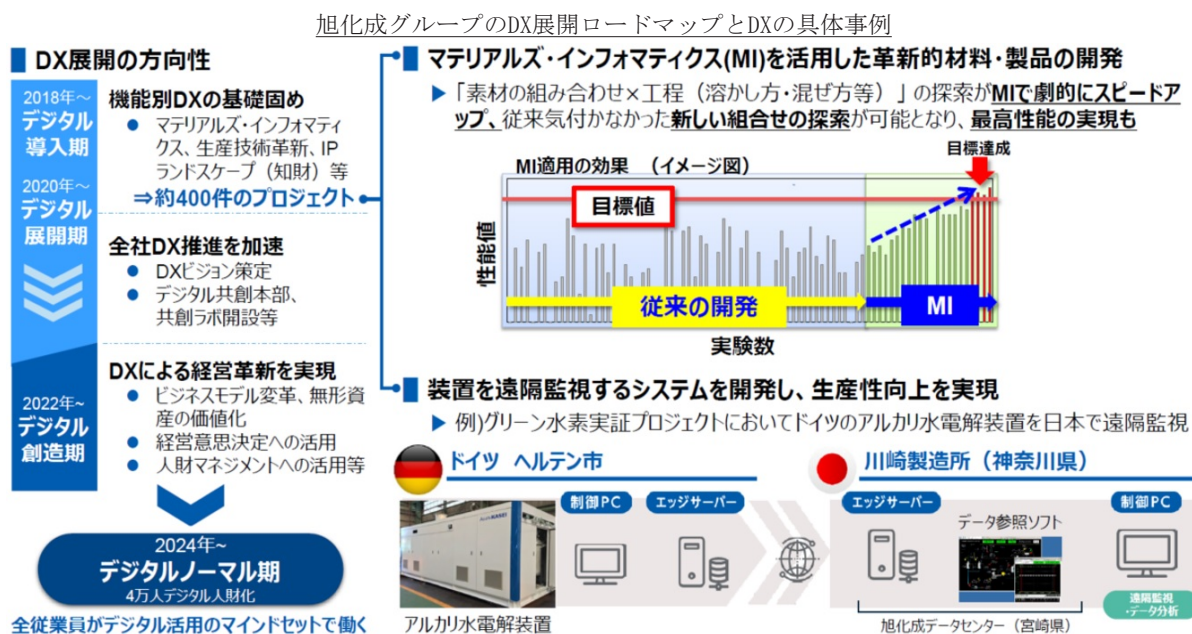 旭化成グループのDX展開ロードマップとDXの具体事例
DX展開の方向性
2018年～
デジタル
導入期
機能別DXの基礎固め
マテリアルズ・インフォマティ
クス、生産技術革新、IP
ランドスケープ（知財）等
⇒約400件のプロジェクト
2020年～
デジタル
展開期
全社DX推進を加速
DXビジョン策定
デジタル共創本部、
共創ラボ開設等
2022年~
デジタル
創造期
DXによる経営革新を実現
ビジネスモデル変革、無形資
産の価値化
経営意思決定への活用
人財マネジメントへの活用等
2024年~
デジタルノーマル期
4万人デジタル人財化
全従業員がデジタル活用のマインドセットで働く
マテリアルズ・インフォマティクス(MI)を活用した革新的材料・製品の開発
「素材の組み合わせ×工程（溶かし方・混ぜ方等）」の探索がMIで劇的にスピードア
ップ、従来気付かなかった新しい組合せの探索が可能となり、最高性能の実現も
MI適用の効果 （イメージ図）
目標達成
目標値
性能値
従来の開発
MI
実験数
装置を遠隔監視するシステムを開発し、生産性向上を実現
例)グリーン水素実証プロジェクトにおいてドイツのアルカリ水電解装置を日本で遠隔監視
ドイツ ヘルテン市
制御PC
エッジサーバー
アルカリ水電解装置
川崎製造所（神奈川県）
エッジサーバー
データ参照ソフト
制御PC
遠隔監視
・データ分析
旭化成データセンター（宮崎県）